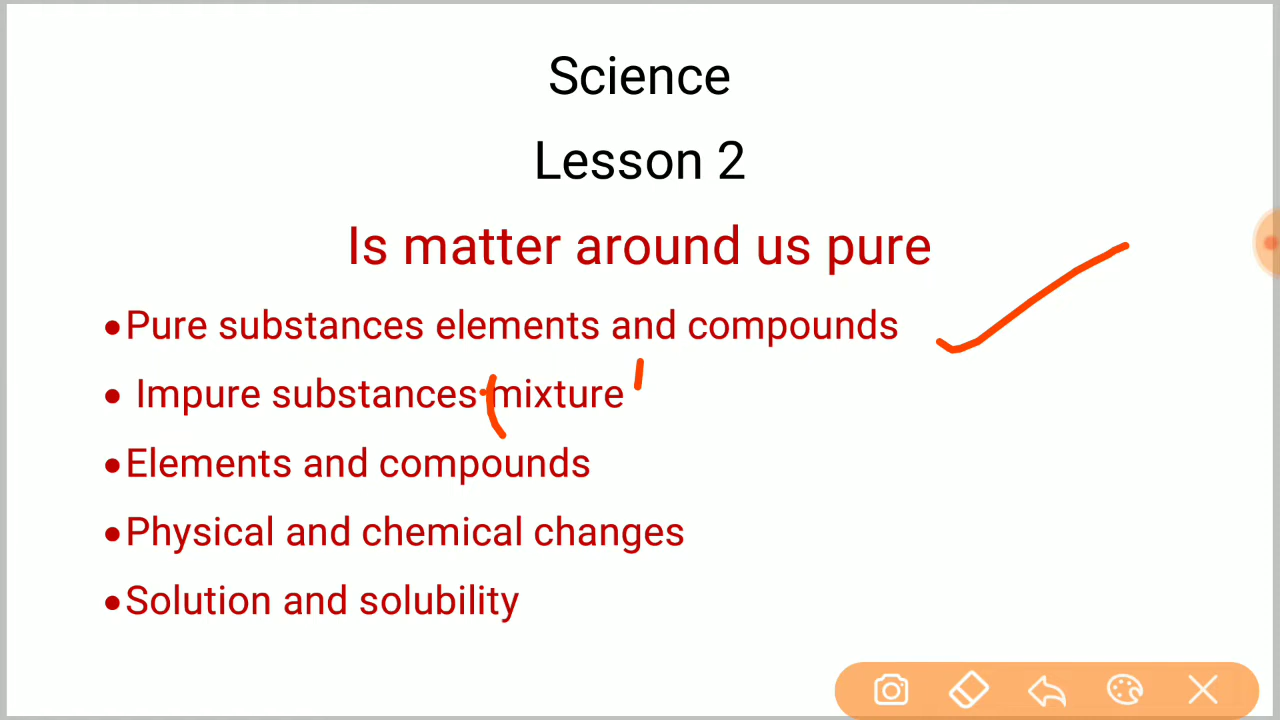 Science
Lesson 2
Is matter around us pure
•Pure substances elements and compounds
• Impure substances (mixture
•Elements and compounds
•Physical and chemical changes
•Solution and solubility